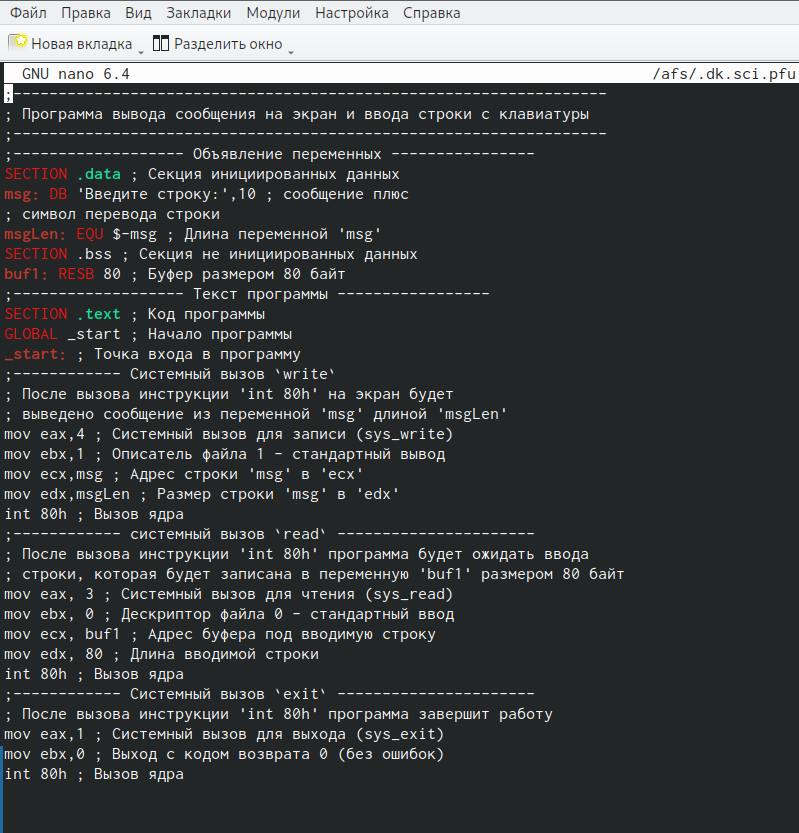 Файл Правка Вид Закладки Модули Настройка Справка
Новая вкладка Разделить окно
GNU nano 6.4 /afs/.dk.sci.pfu
;------------------------------------------------------------------
; Программа вывода сообщения на экран и ввода строки с клавиатуры
;------------------------------------------------------------------
;------------------- Объявление переменных ----------------
SECTION .data ; Секция инициированных данных
msg: DB 'Введите строку:',10 ; сообщение плюс
; символ перевода строки
msgLen: EQU $-msg ; Длина переменной 'msg'
SECTION .bss ; Секция не инициированных данных
buf1: RESB 80 ; Буфер размером 80 байт
;------------------- Текст программы -----------------
SECTION .text ; Код программы
GLOBAL _start ; Начало программы
_start: ; Точка входа в программу
;------------ Системный вызов `write`
; После вызова инструкции 'int 80h' на экран будет
; выведено сообщение из переменной 'msg' длиной 'msgLen'
mov eax,4 ; Системный вызов для записи (sys_write)
mov ebx,1 ; Описатель файла 1 - стандартный вывод
mov ecx,msg ; Адрес строки 'msg' в 'ecx'
mov edx,msgLen ; Размер строки 'msg' в 'edx'
int 80h ; Вызов ядра
;------------ системный вызов `read` ----------------------
; После вызова инструкции 'int 80h' программа будет ожидать ввода
; строки, которая будет записана в переменную 'buf1' размером 80 байт
mov eax, 3 ; Системный вызов для чтения (sys_read)
mov ebx, 0 ; Дескриптор файла 0 - стандартный ввод
mov ecx, buf1 ; Адрес буфера под вводимую строку
mov edx, 80 ; Длина вводимой строки
int 80h ; Вызов ядра
;------------ Системный вызов `exit` ----------------------
; После вызова инструкции 'int 80h' программа завершит работу
mov eax,1 ; Системный вызов для выхода (sys_exit)
mov ebx,0 ; Выход с кодом возврата 0 (без ошибок)
int 80h ; Вызов ядра